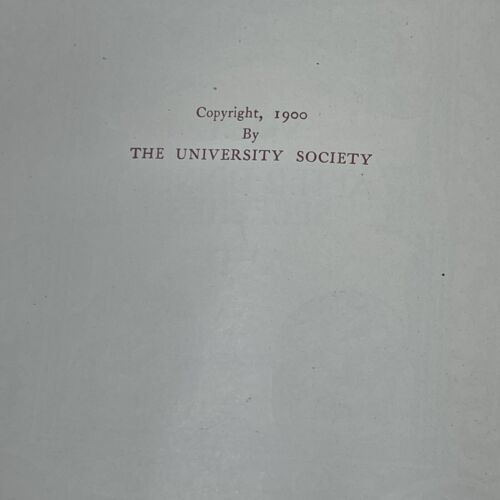 Copyright, 1900
By
THE UNIVERSITY SOCIETY